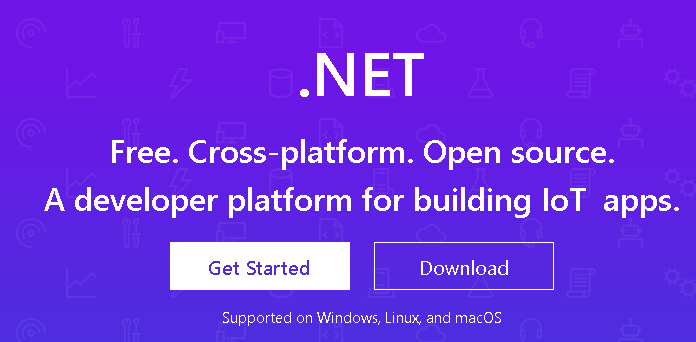 .NET
Free. Cross-platform. Open source.
A developer platform for building IoT apps.
Get Started
Download
Supported on Windows, Linux, and macOS